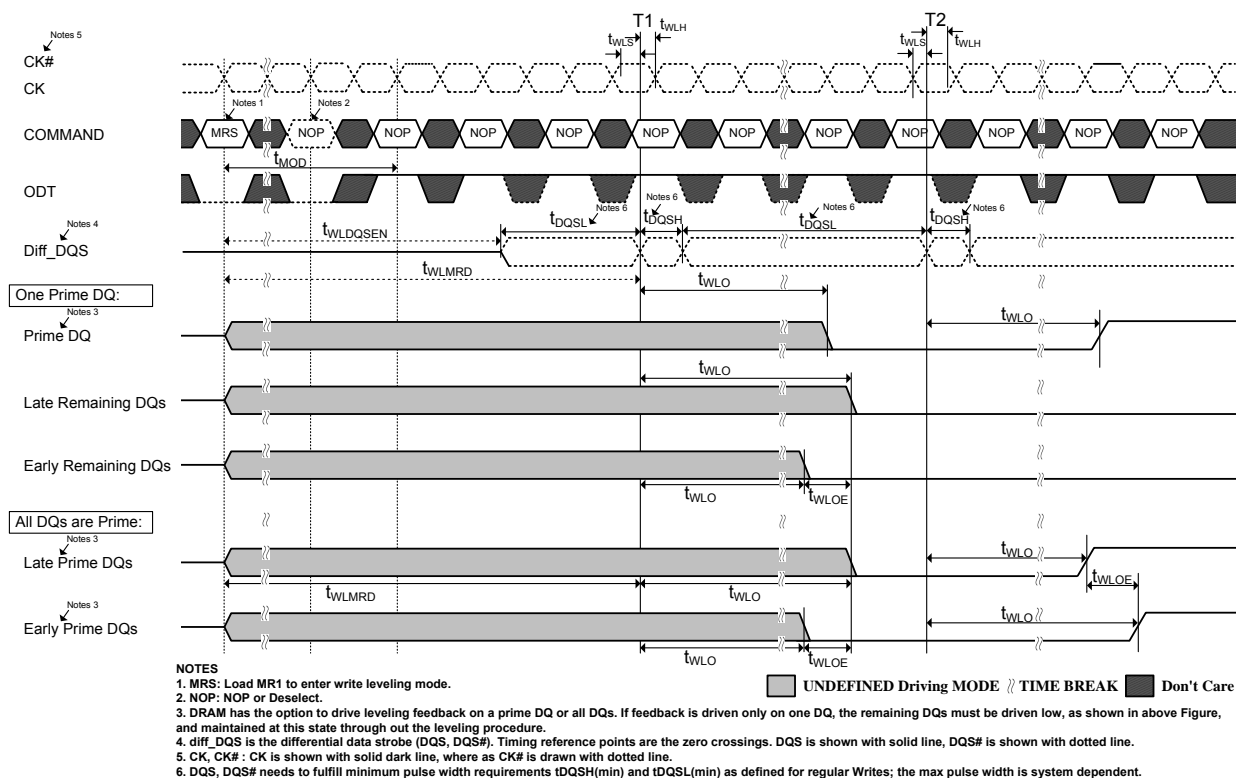 T1 T2
tWLS tWLH tWLS tWLH
Notes 5
CK#
CK
Notes 1 Notes 2
COMMAND MRS NOP NOP NOP NOP NOP NOP NOP NOP NOP NOP NOP
tMOD
ODT
Notes 4 Notes 6 Notes 6 Notes 6 Notes 6
tDQSL tDQSH tDQSL tDQSH
tWLDQSEN
Diff_DQS
tWLMRD
tWLO
One Prime DQ:
Notes 3
tWLO
Prime DQ
tWLO
Late Remaining DQs
Early Remaining DQs
tWLO tWLOE
All DQs are Prime:
Notes 3
tWLO
Late Prime DQs
tWLOE
tWLMRD tWLO
Notes 3
tWLO
Early Prime DQs
tWLO tWLOE
NOTES
1. MRS: Load MR1 to enter write leveling mode.
2. NOP: NOP or Deselect.
UNDEFINED Driving MODE TIME BREAK Don't Care
3. DRAM has the option to drive leveling feedback on a prime DQ or all DQs. If feedback is driven only on one DQ, the remaining DQs must be driven low, as shown in above Figure,
and maintained at this state through out the leveling procedure.
4. diff_DQS is the differential data strobe (DQS, DQS#). Timing reference points are the zero crossings. DQS is shown with solid line, DQS# is shown with dotted line.
5. CK, CK# : CK is shown with solid dark line, where as CK# is drawn with dotted line.
6. DQS, DQS# needs to fulfill minimum pulse width requirements tDQSH(min) and tDQSL(min) as defined for regular Writes; the max pulse width is system dependent.